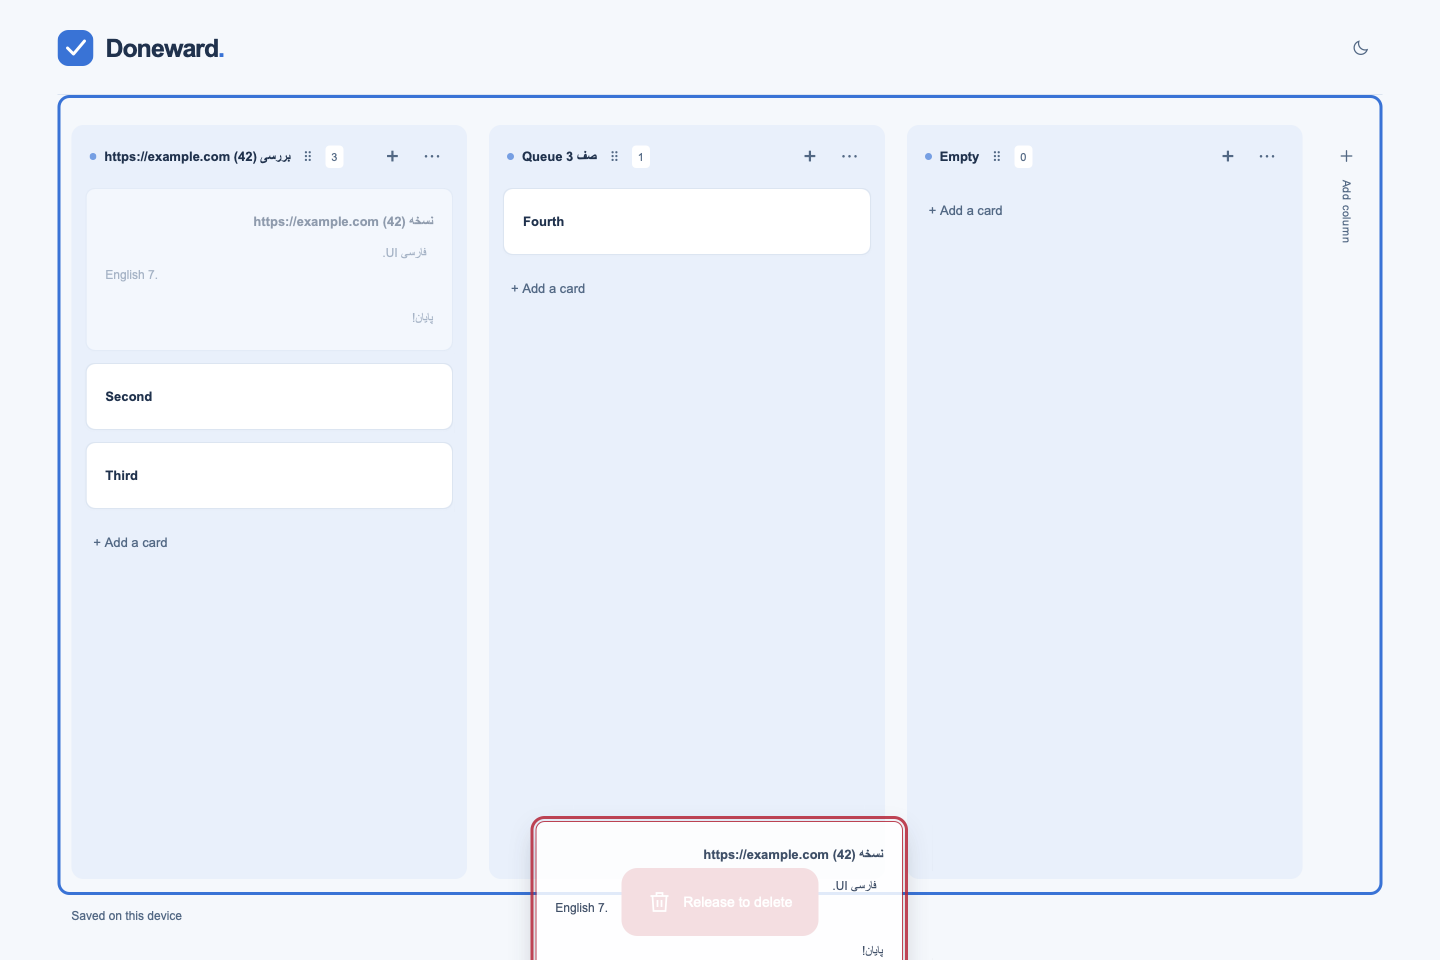 Doneward.
https://example.com (42) بررسی
3
+
...
نسخه https://example.com (42)
فارسی UI.
English 7.
پایان!
Second
Third
+ Add a card
Queue 3 صف
1
+
...
Fourth
+ Add a card
Empty
0
+
...
+ Add a card
+
Add column
نسخه https://example.com (42)
فارسی UI.
English 7.
Release to delete
پایان!
Saved on this device